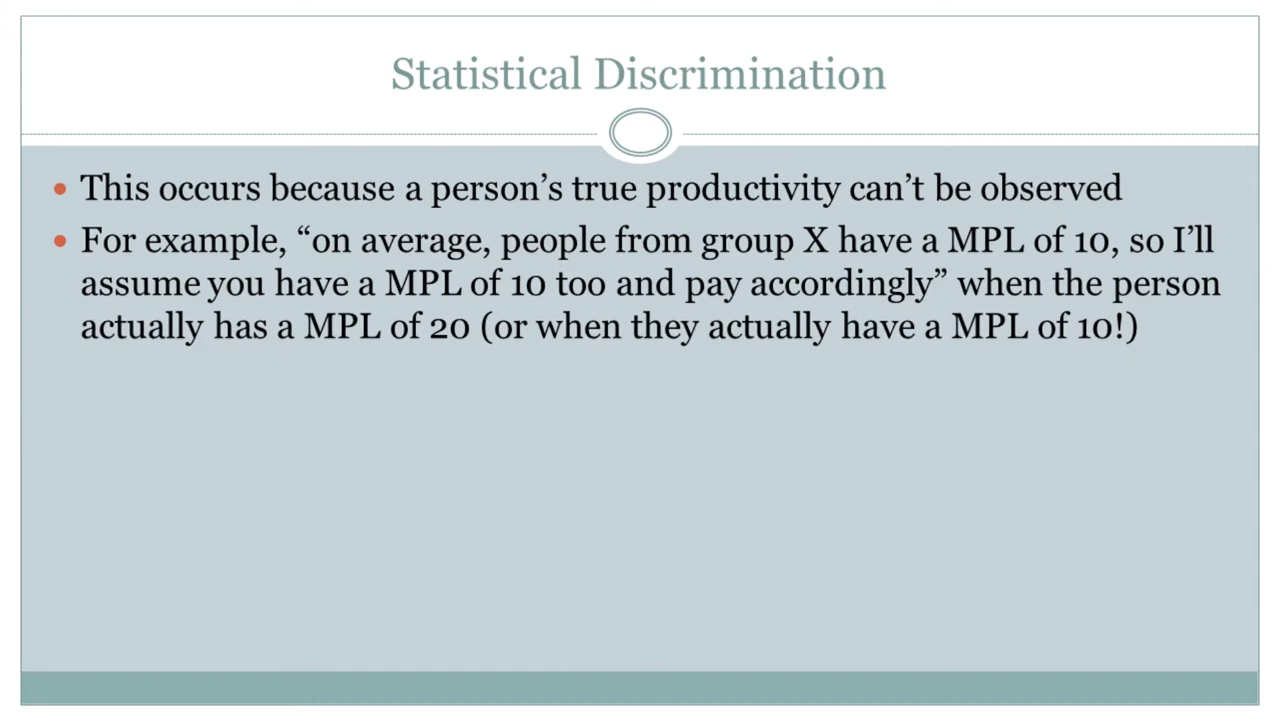 Statistical Discrimination
• This occurs because a person’s true productivity can’t be observed
• For example, “on average, people from group X have a MPL of 10, so I’ll
assume you have a MPL of 10 too and pay accordingly” when the person
actually has a MPL of 20 (or when they actually have a MPL of 10!)